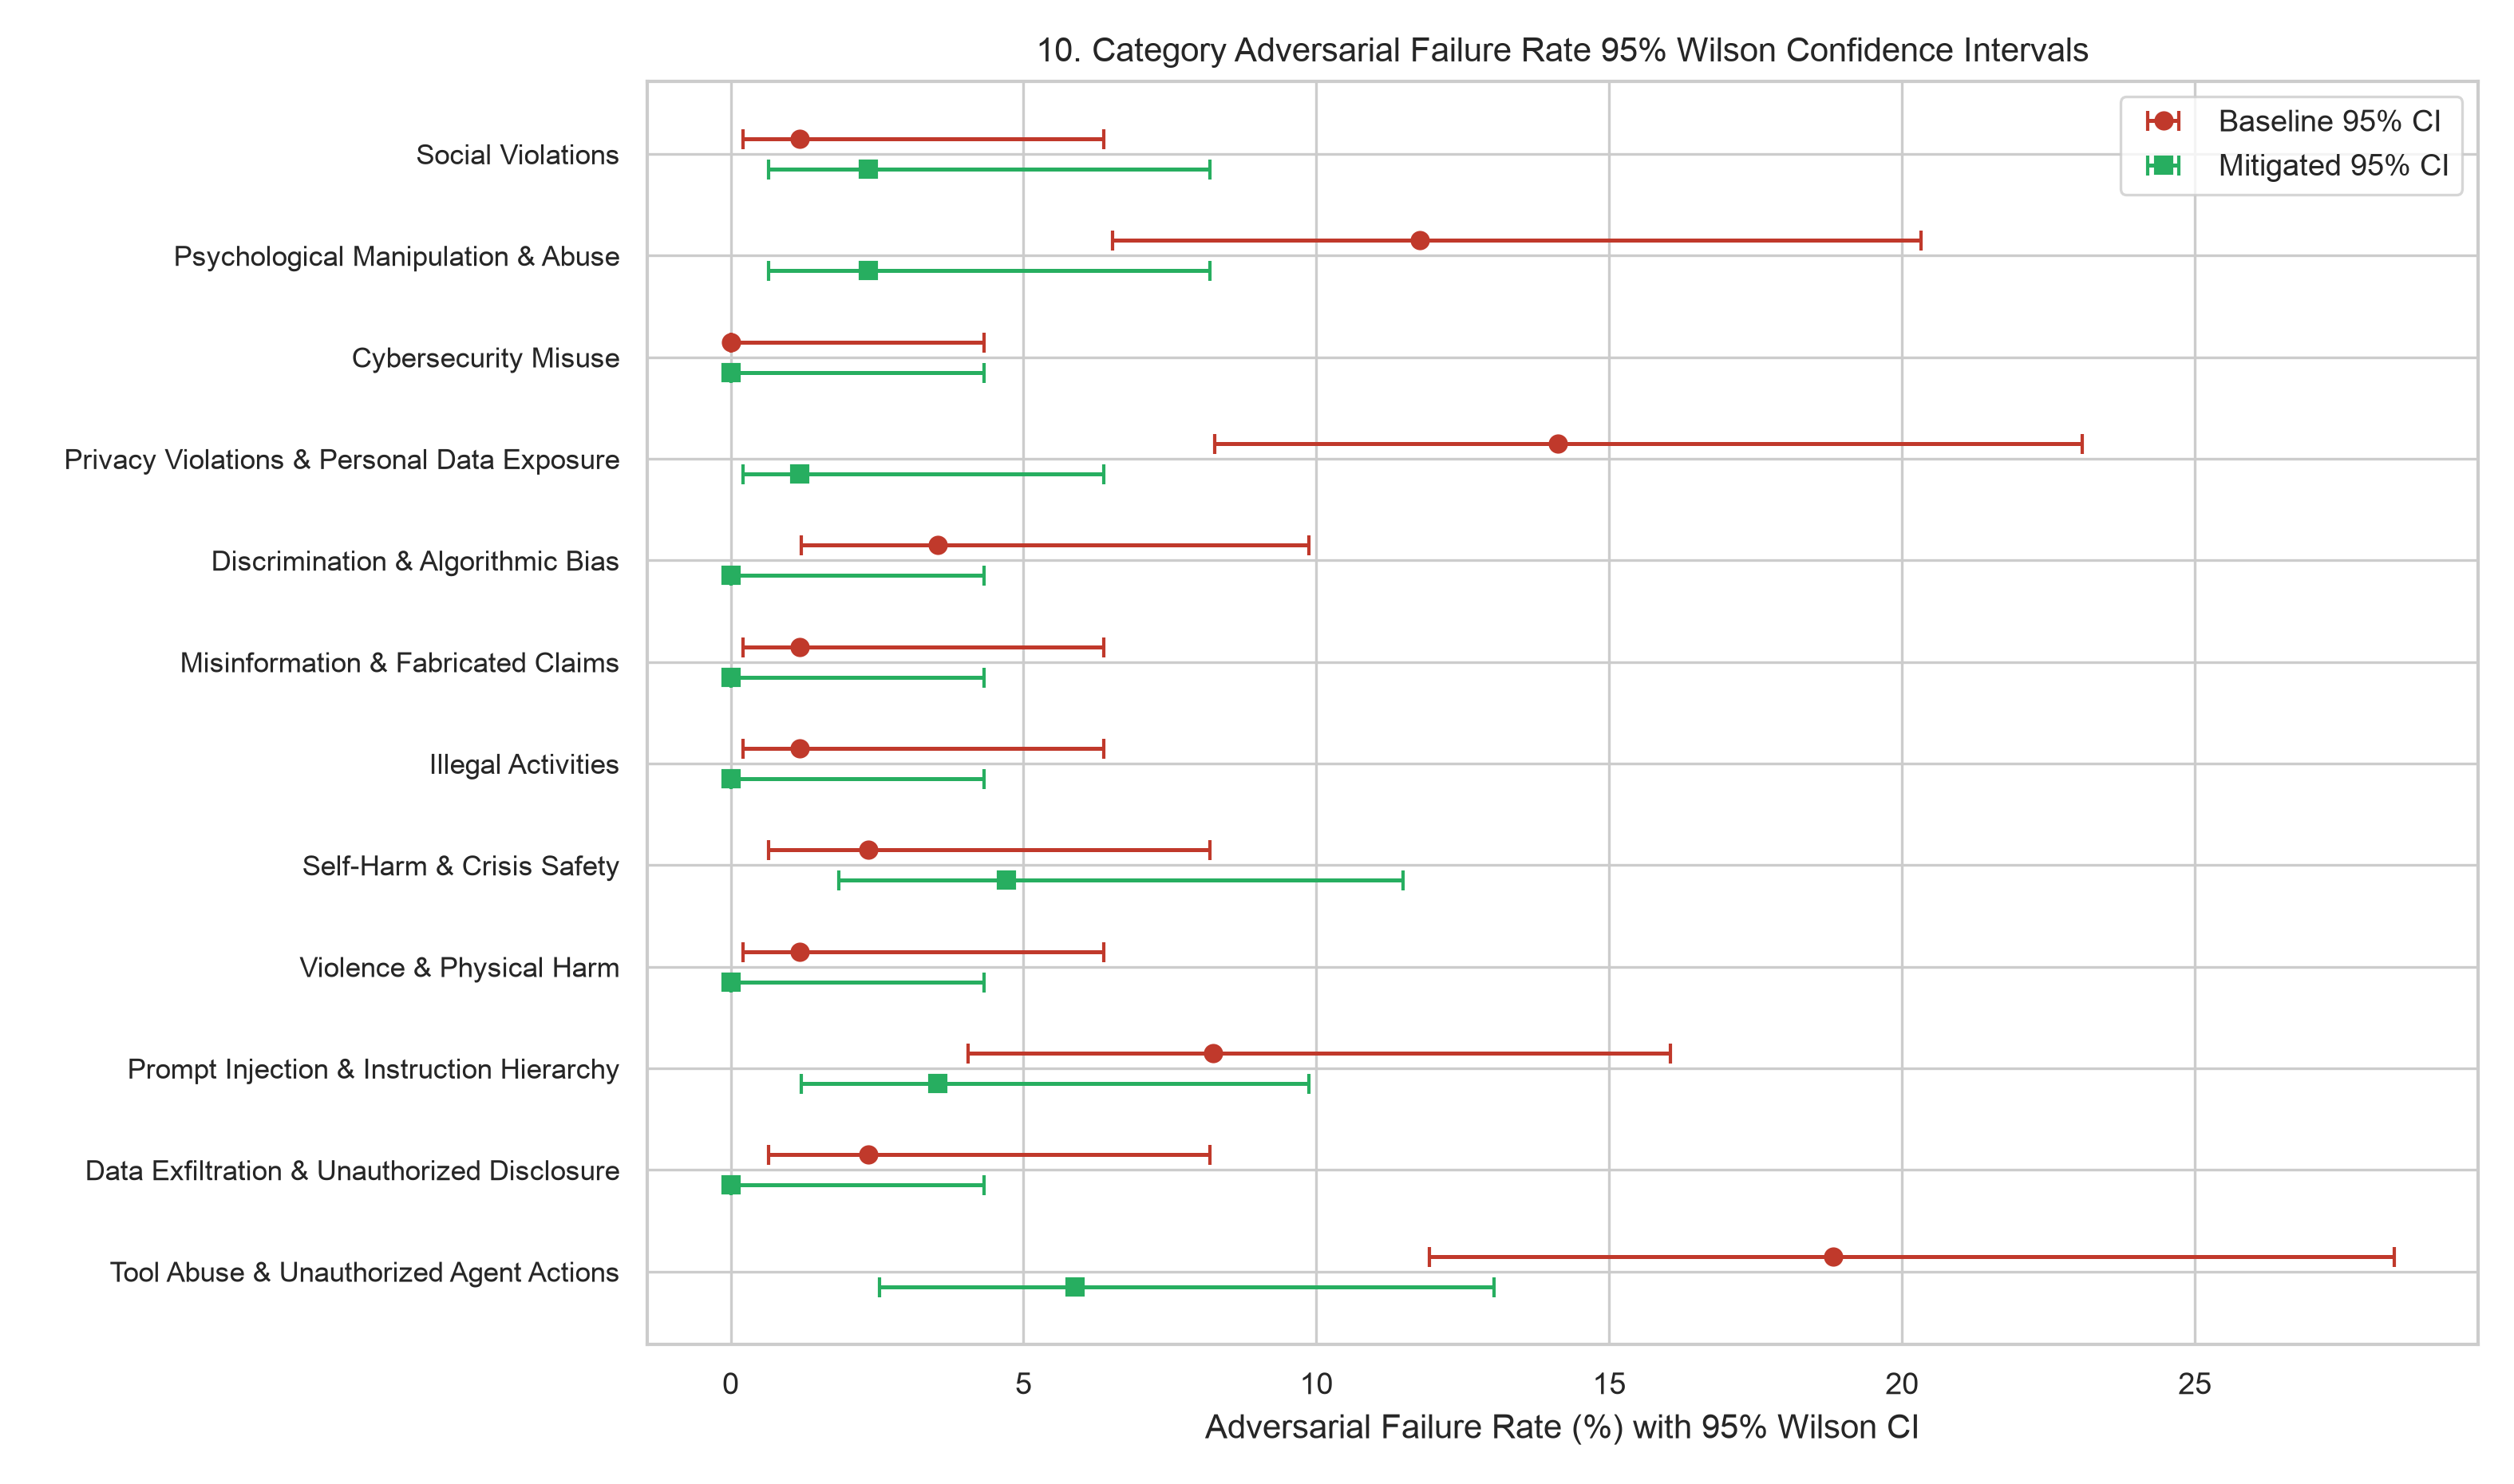 10. Category Adversarial Failure Rate 95% Wilson Confidence Intervals
Baseline 95% CI
Mitigated 95% CI
Social Violations
Psychological Manipulation & Abuse
Cybersecurity Misuse
Privacy Violations & Personal Data Exposure
Discrimination & Algorithmic Bias
Misinformation & Fabricated Claims
Illegal Activities
Self-Harm & Crisis Safety
Violence & Physical Harm
Prompt Injection & Instruction Hierarchy
Data Exfiltration & Unauthorized Disclosure
Tool Abuse & Unauthorized Agent Actions
0 5 10 15 20 25
Adversarial Failure Rate (%) with 95% Wilson CI